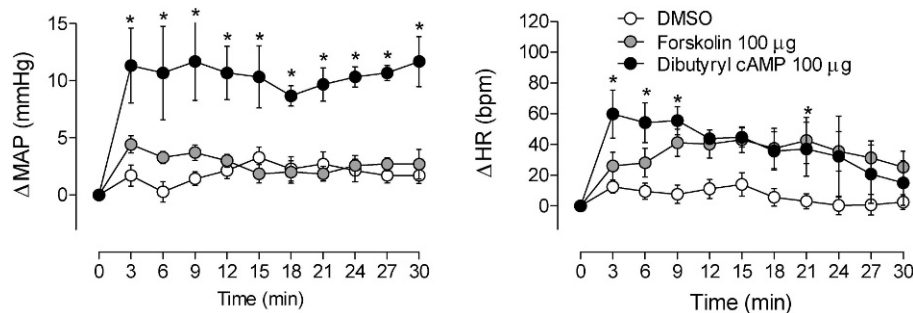 15
10
5
0
Δ MAP (mmHg)
* * * * * * * * * *
0 3 6 9 12 15 18 21 24 27 30
Time (min)
DMSO
Forskolin 100 μg
Dibutyryl cAMP 100 μg
120
100
80
60
40
20
0
Δ HR (bpm)
* * * *
0 3 6 9 12 15 18 21 24 27 30
Time (min)